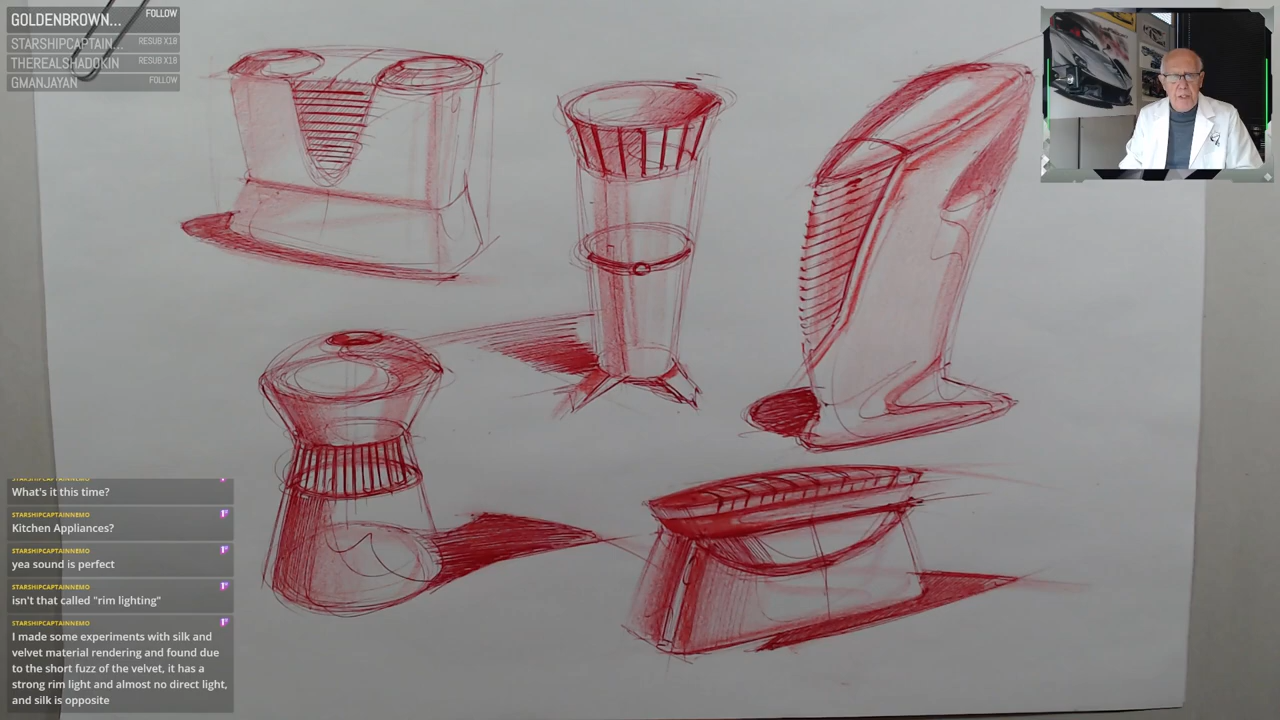 GOLDENBROWN... FOLLOW
STARSHIPCAPTAIN... RESUB X18
THEREALSHADOKIN RESUB X18
GMANJAYAN FOLLOW
STARSHIPCAPTAINNEMO
What's it this time?
STARSHIPCAPTAINNEMO
Kitchen Appliances?
STARSHIPCAPTAINNEMO
yea sound is perfect
STARSHIPCAPTAINNEMO
isn't that called "rim lighting"
STARSHIPCAPTAINNEMO
I made some experiments with silk and
velvet material rendering and found due
to the short fuzz of the velvet, it has a
strong rim light and almost no direct light,
and silk is opposite